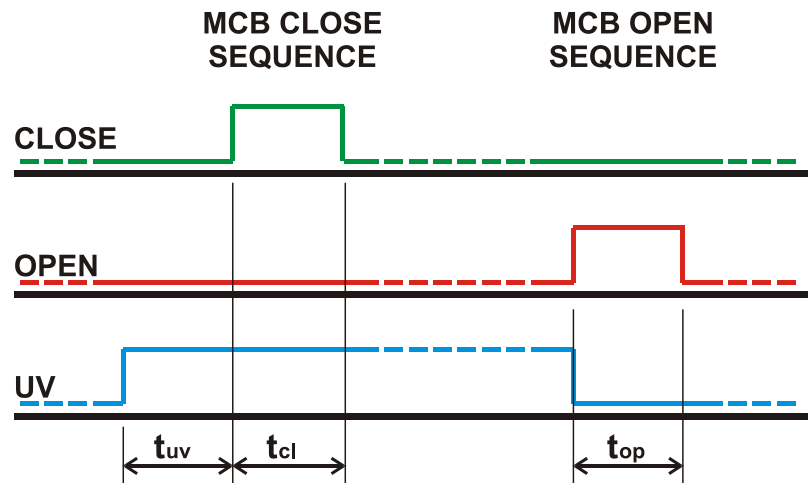 MCB CLOSE
SEQUENCE
MCB OPEN
SEQUENCE
CLOSE
OPEN
UV
tuv
tcl
top